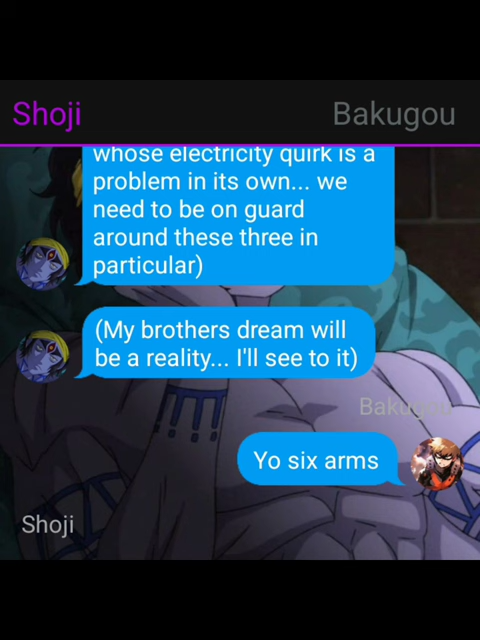 Shoji Bakugou
whose electricity quirk is a
problem in its own... we
need to be on guard
around these three in
particular)
(My brothers dream will
be a reality... I'll see to it)
Bakugou
Yo six arms
Shoji